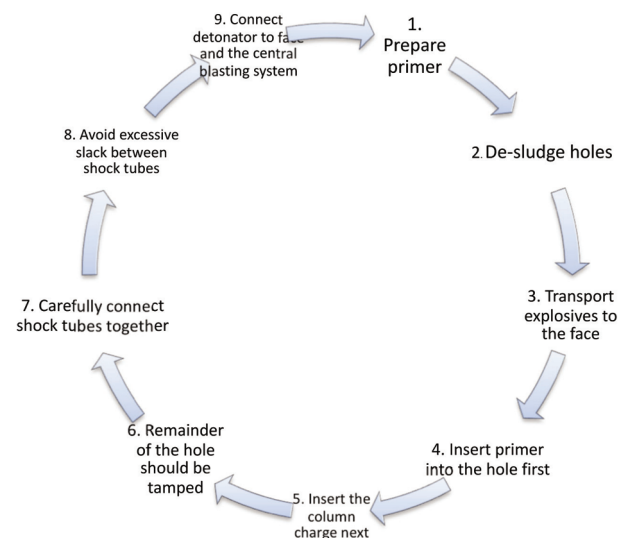 1.
Prepare
primer
2.De-sludge holes
3. Transport
explosives to
the face
4. Insert primer
into the hole first
5. Insert the
column
charge next
6. Remainder
of the hole
should be
tamped
7. Carefully connect
shock tubes together
8. Avoid excessive
slack between
shock tubes
9. Connect
detonator to face
and the central
blasting system